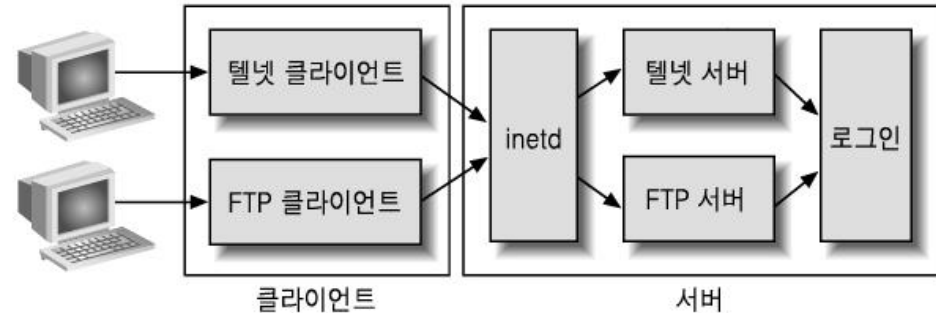 텔넷 클라이언트
FTP 클라이언트
inetd
텔넷 서버
FTP 서버
로그인
클라이언트
서버